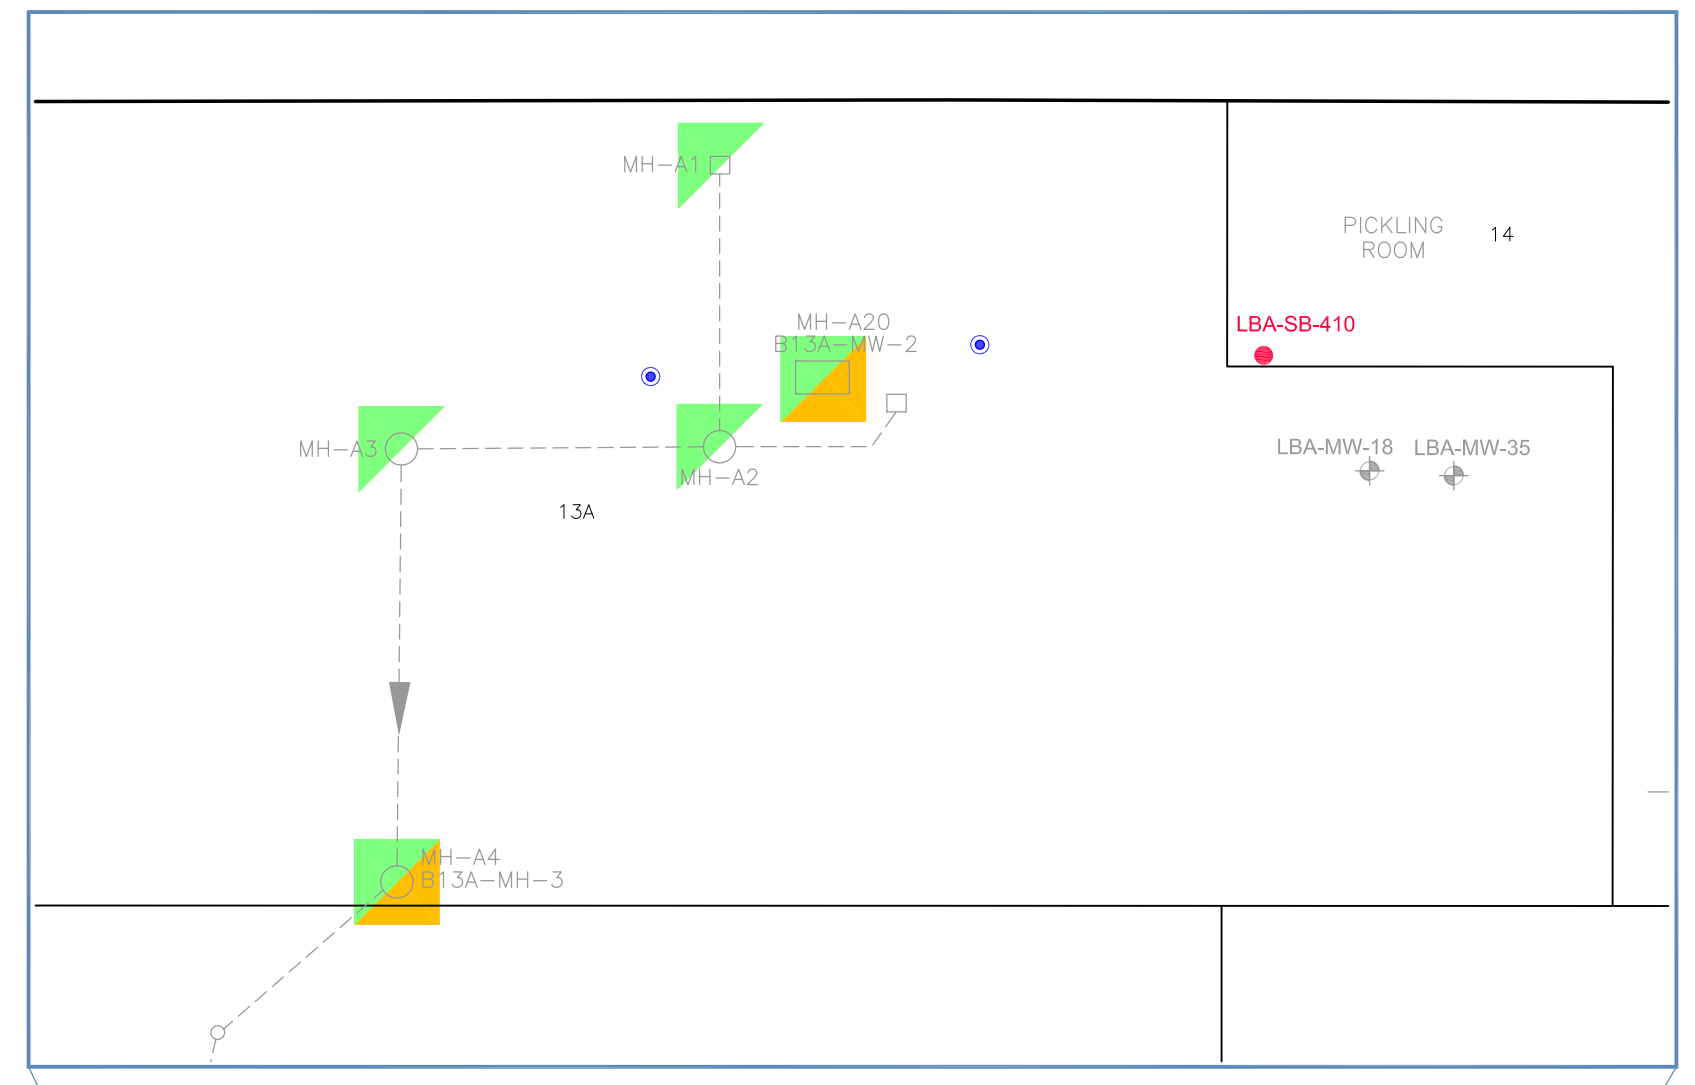 MH-A1
PICKLING
ROOM
14
MH-A20
B13A-MW-2
LBA-SB-410
MH-A3
MH-A2
LBA-MW-18
LBA-MW-35
13A
MH-A4
B13A-MH-3